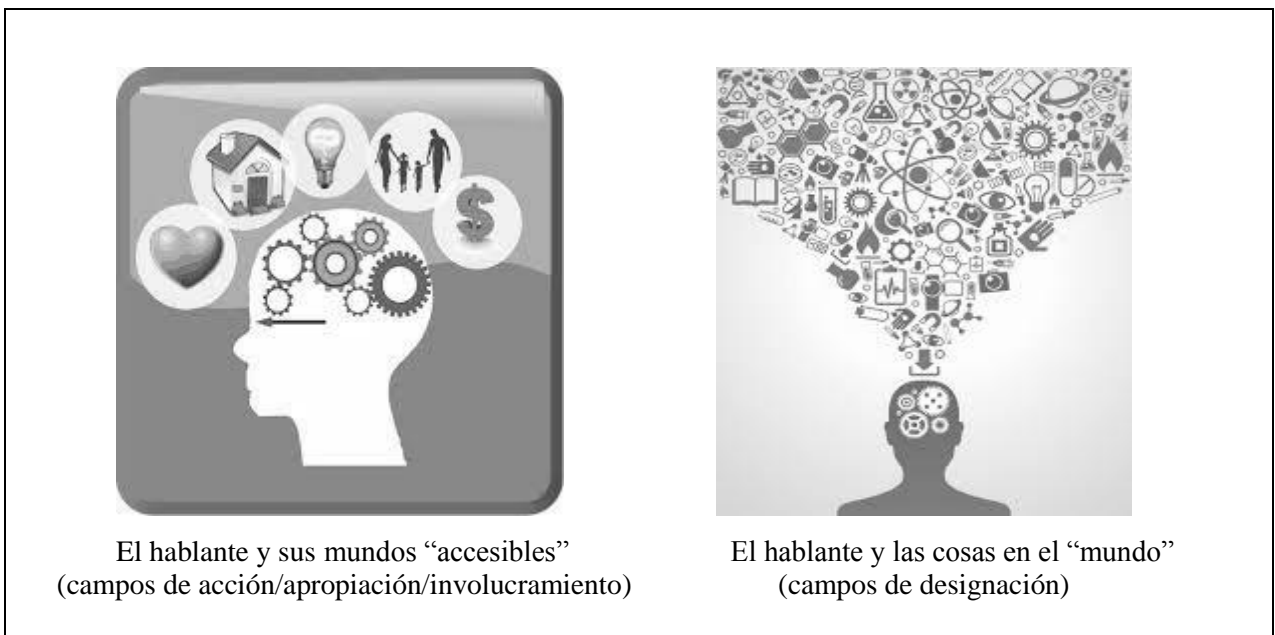 El hablante y sus mundos “accesibles”
(campos de acción/apropiación/involucramiento)
El hablante y las cosas en el “mundo”
(campos de designación)